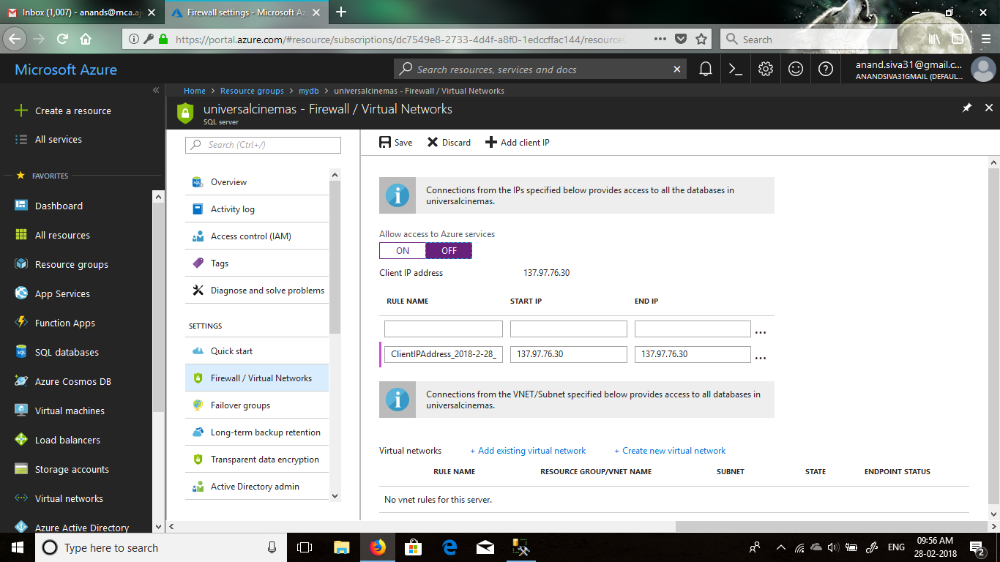 Inbox (1,007) - anands@mca.aj
Firewall settings - Microsoft Az
https://portal.azure.com/#resource/subscriptions/dc7549e8-2733-4d4f-a8f0-1edccffac144/resource
Search
Microsoft Azure
Search resources, services and docs
anand.siva31@gmail.c...
ANANDSIVA31GMAIL (DEFAUL...
Home > Resource groups > mydb > universalcinemas - Firewall / Virtual Networks
universalcinemas - Firewall / Virtual Networks
SQL server
Create a resource
All services
FAVORITES
Dashboard
All resources
Resource groups
App Services
Function Apps
SQL databases
Azure Cosmos DB
Virtual machines
Load balancers
Storage accounts
Virtual networks
Azure Active Directory
Search (Ctrl+/)
Overview
Activity log
Access control (IAM)
Tags
Diagnose and solve problems
SETTINGS
Quick start
Firewall / Virtual Networks
Failover groups
Long-term backup retention
Transparent data encryption
Active Directory admin
Save Discard Add client IP
Connections from the IPs specified below provides access to all the databases in
universalcinemas.
Allow access to Azure services
ON OFF
Client IP address 137.97.76.30
RULE NAME START IP END IP
...
ClientIPAddress_2018-2-28_ 137.97.76.30 137.97.76.30 ...
Connections from the VNET/Subnet specified below provides access to all databases in
universalcinemas.
Virtual networks + Add existing virtual network + Create new virtual network
RULE NAME RESOURCE GROUP/VNET NAME SUBNET STATE ENDPOINT STATUS
No vnet rules for this server.
Type here to search
ENG
09:56 AM
28-02-2018
2